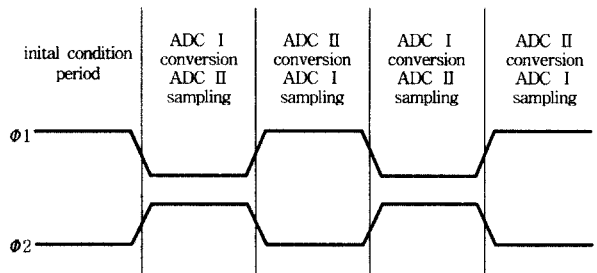 inital condition
period
ADC I
conversion
ADC II
sampling
ADC II
conversion
ADC I
sampling
ADC I
conversion
ADC II
sampling
ADC II
conversion
ADC I
sampling
Φ1
Φ2